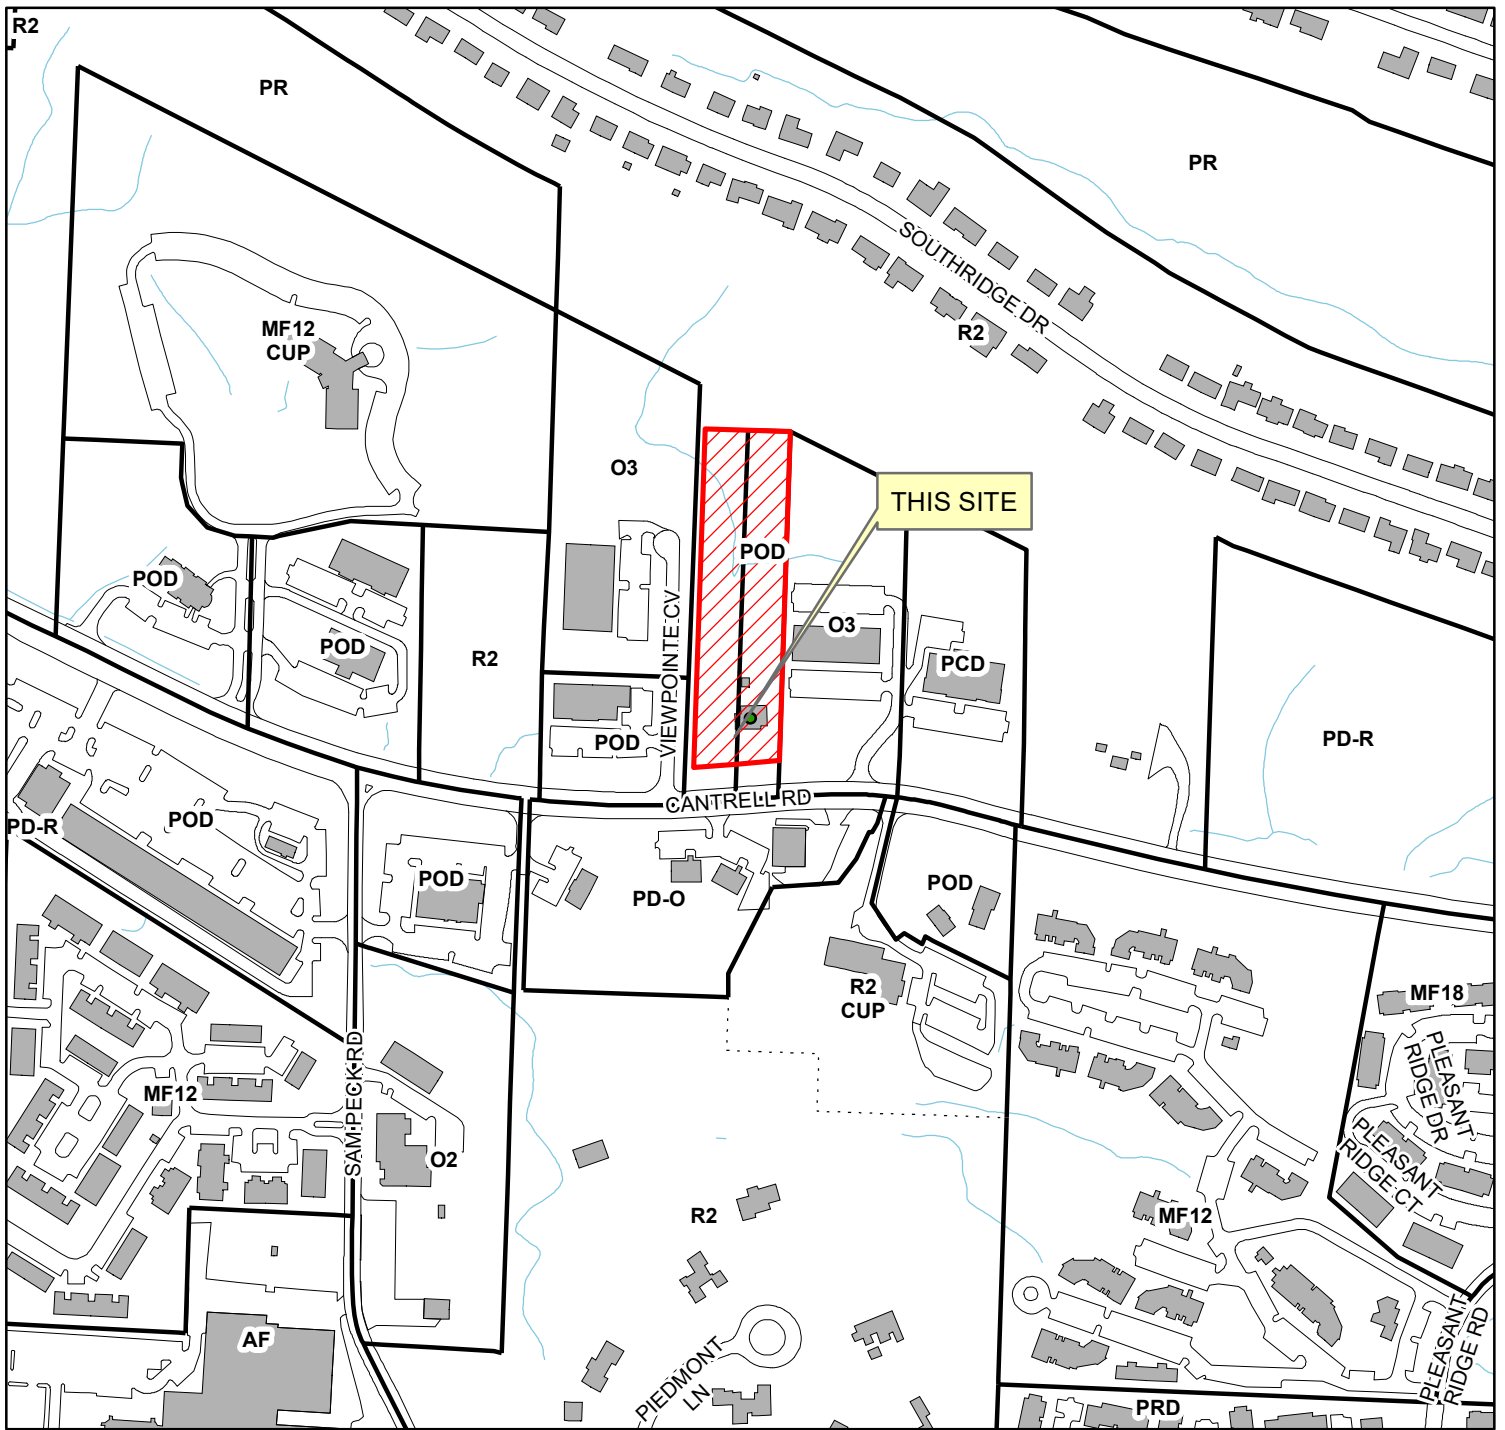 R2
PR
PR
SOUTHRIDGE DR
R2
MF12
CUP
O3
THIS SITE
POD
POD
O3
POD
R2
PCD
VIEWPOINTE CV
POD
PD-R
CANTRELL RD
POD
PD-R
POD
POD
PD-O
R2
CUP
MF18
PLEASANT
RIDGE DR
SAM PECK RD
MF12
PLEASANT
RIDGE CT
O2
R2
MF12
AF
PIEDMONT
LN
PLEASANT
RIDGE RD
PRD